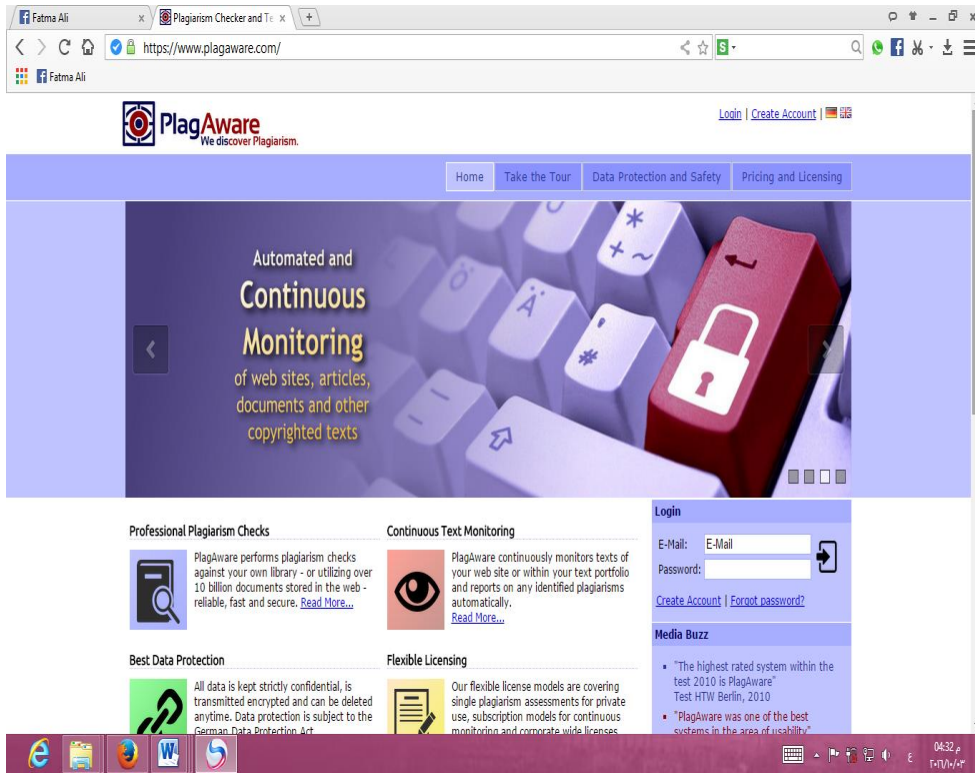 Fatma Ali
Plagiarism Checker and Te
https://www.plagaware.com/
Fatma Ali
PlagAware
We discover Plagiarism.
Login | Create Account |
Home
Take the Tour
Data Protection and Safety
Pricing and Licensing
Automated and
Continuous
Monitoring
of web sites, articles,
documents and other
copyrighted texts
Professional Plagiarism Checks
PlagAware performs plagiarism checks
against your own library - or utilizing over
10 billion documents stored in the web -
reliable, fast and secure. Read More...
Continuous Text Monitoring
PlagAware continuously monitors texts of
your web site or within your text portfolio
and reports on any identified plagiarisms
automatically.
Read More...
Login
E-Mail: E-Mail
Password:
Create Account | Forgot password?
Media Buzz
"The highest rated system within the
test 2010 is PlagAware"
Test HTW Berlin, 2010
"PlagAware was one of the best
systems in the area of usability"
Best Data Protection
All data is kept strictly confidential, is
transmitted encrypted and can be deleted
anytime. Data protection is subject to the
German Data Protection Act
Flexible Licensing
Our flexible license models are covering
single plagiarism assessments for private
use, subscription models for continuous
monitoring and corporate wide licenses
ع
04:32 م